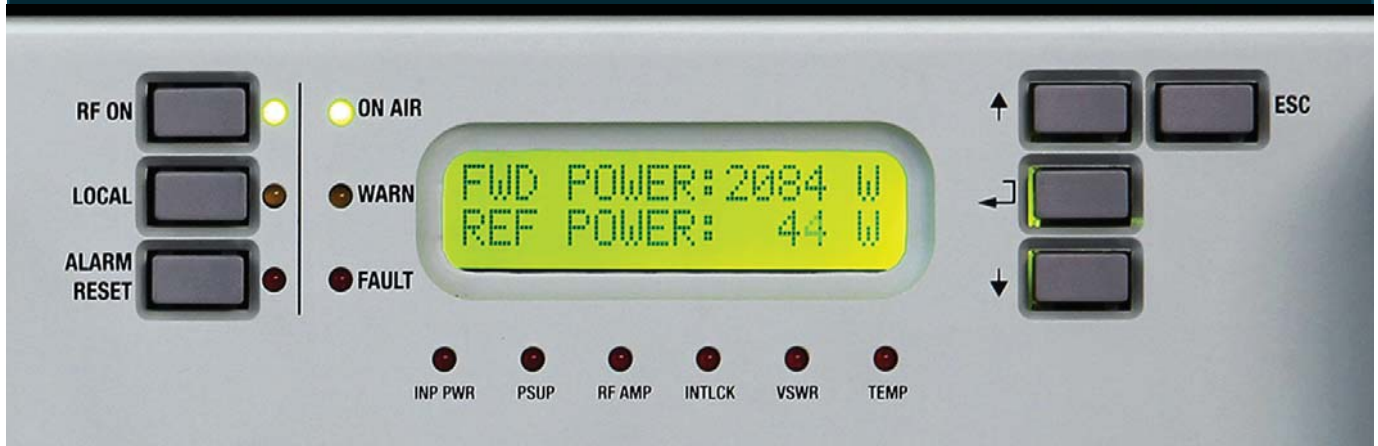 RF ON
ON AIR
LOCAL
WARN
ALARM
RESET
FAULT
FWD POWER:2084 W
REF POWER: 44 W
ESC
INP PWR
PSUP
RF AMP
INTLCK
VSWR
TEMP